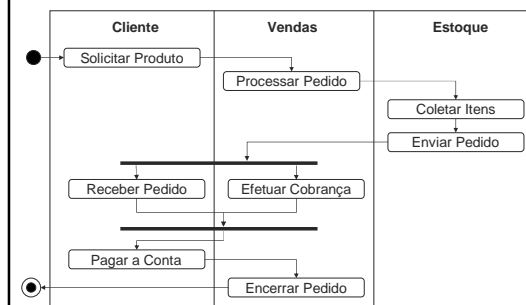 Cliente Vendas Estoque
Solicitar Produto
Processar Pedido
Coletar Itens
Enviar Pedido
Receber Pedido Efetuar Cobrança
Pagar a Conta
Encerrar Pedido